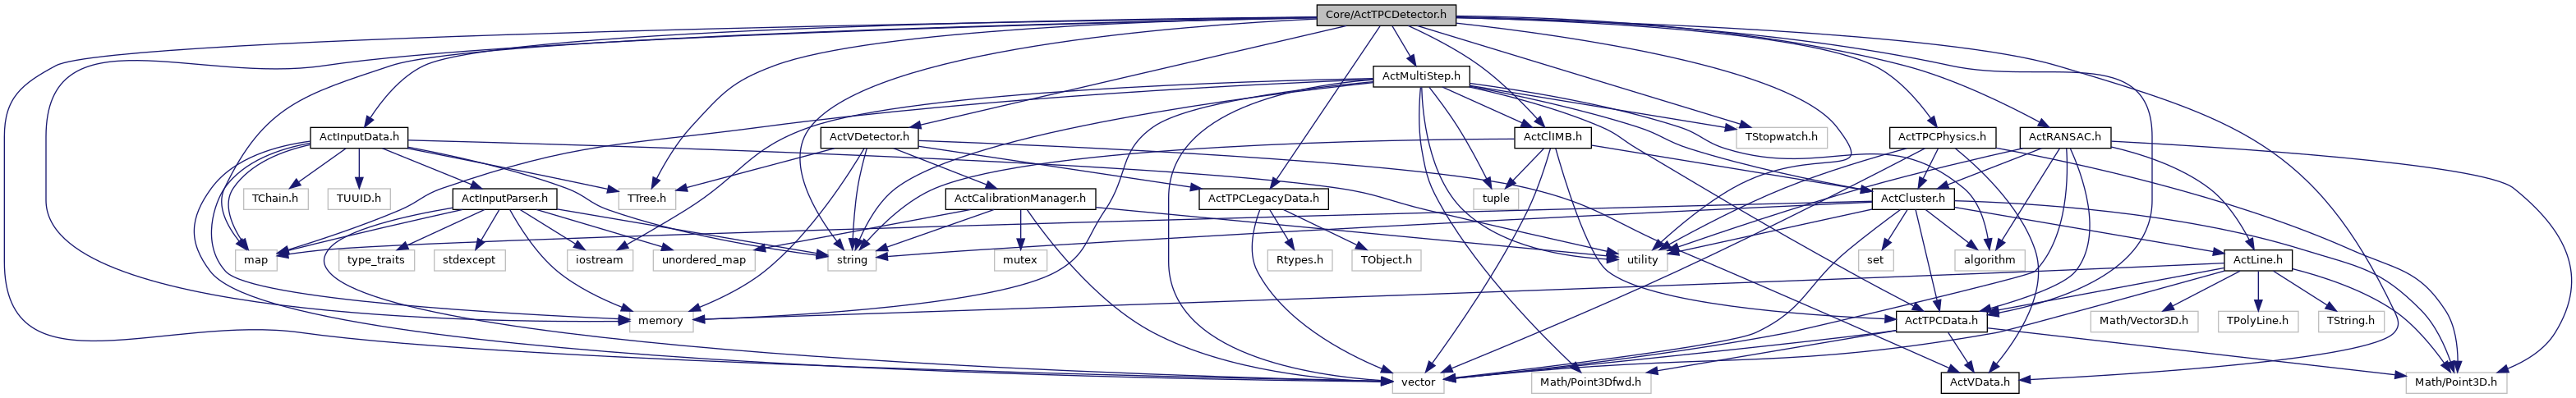 Core/ActTPCDetector.h
ActMultiStep.h
ActInputData.h
ActVDetector.h
ActClIMB.h
TStopwatch.h
ActTPCPhysics.h
ActRANSAC.h
TChain.h
TUUID.h
ActInputParser.h
TTree.h
ActCalibrationManager.h
ActTPCLegacyData.h
tuple
ActCluster.h
map
type_traits
stdexcept
iostream
unordered_map
string
mutex
Rtypes.h
TObject.h
utility
set
algorithm
ActLine.h
memory
ActTPCData.h
Math/Vector3D.h
TPolyLine.h
TString.h
vector
Math/Point3Dfwd.h
ActVData.h
Math/Point3D.h